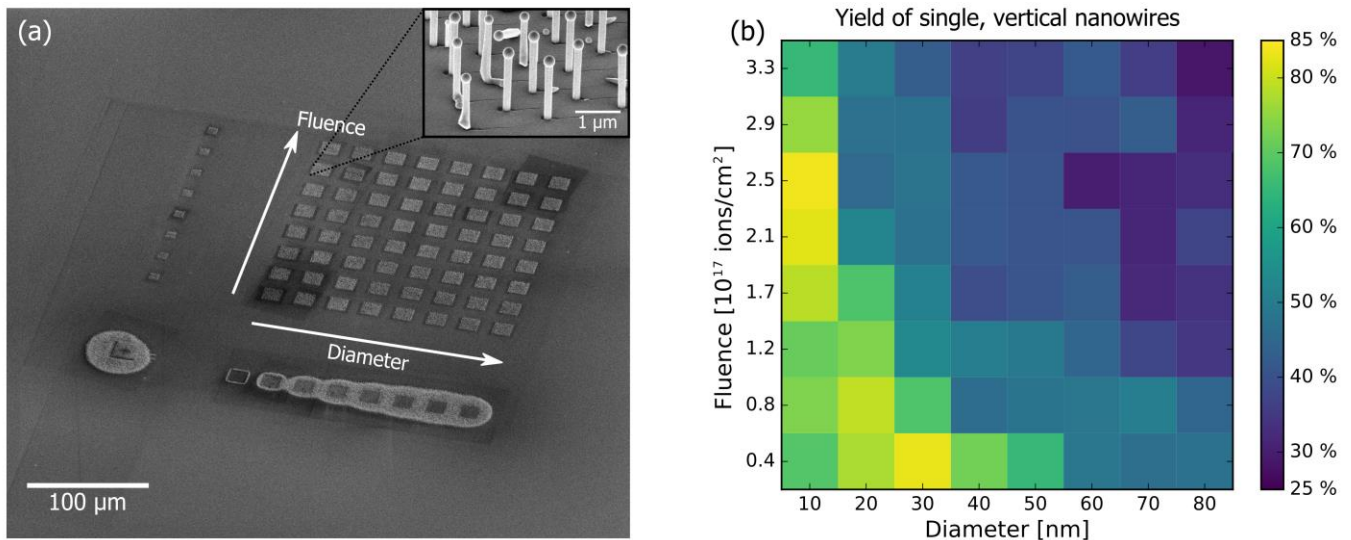 (a)
Fluence
Diameter
1 µm
100 µm
(b)
Yield of single, vertical nanowires
Fluence [10¹⁷ ions/cm²]
3.3
2.9
2.5
2.1
1.7
1.2
0.8
0.4
10 20 30 40 50 60 70 80
Diameter [nm]
85 %
80 %
70 %
60 %
50 %
40 %
30 %
25 %